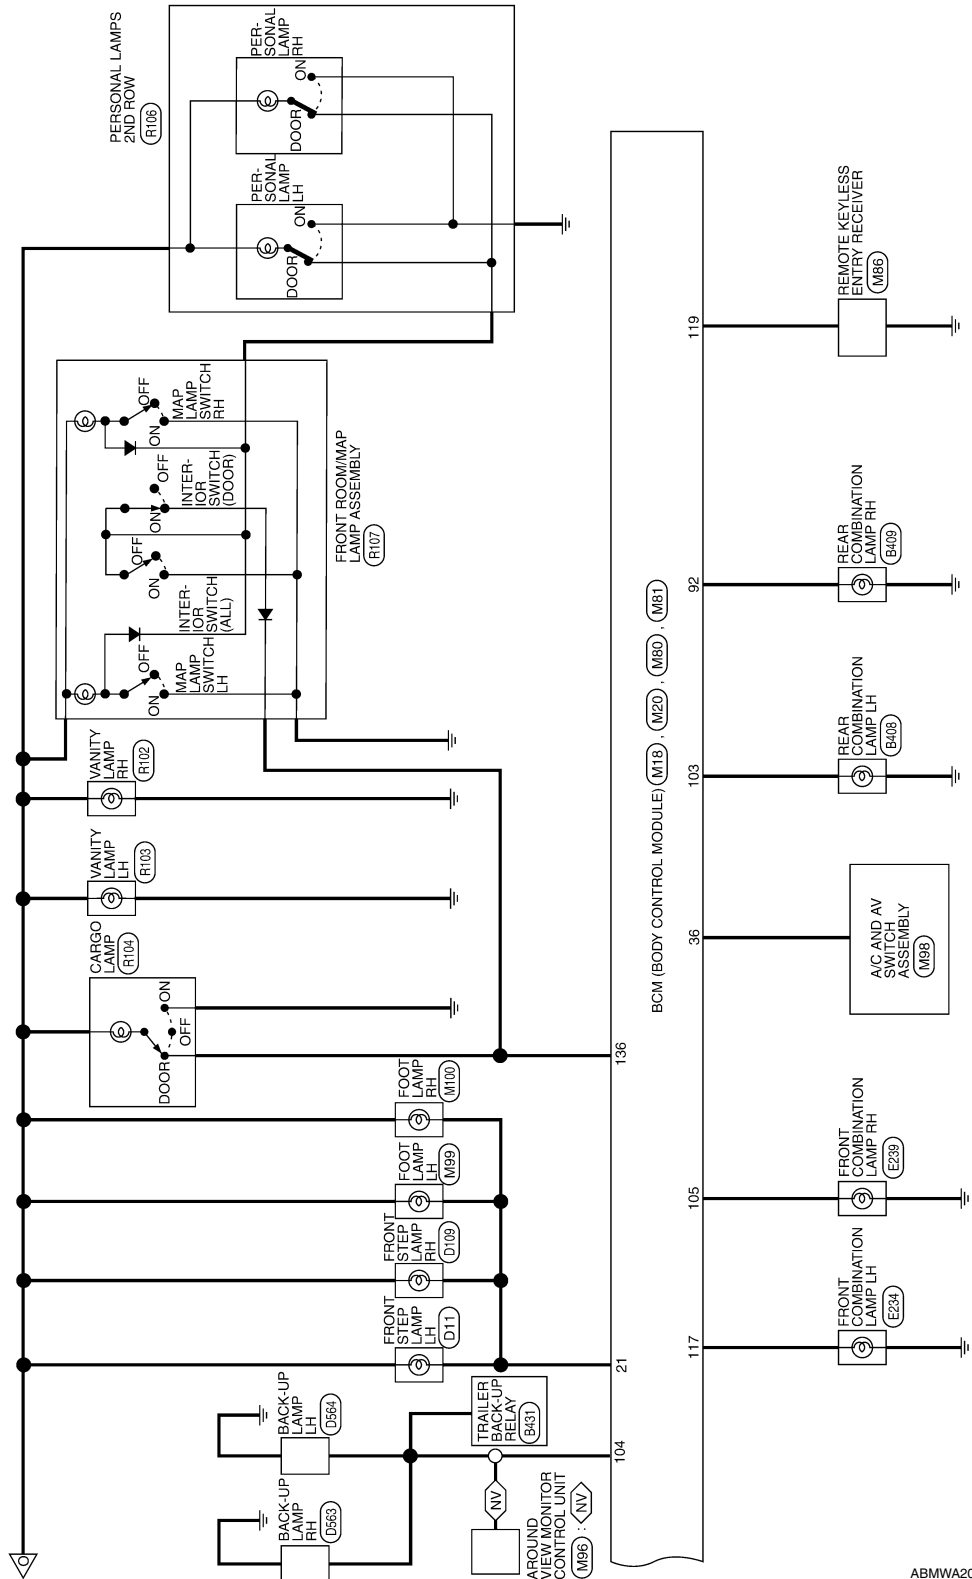 PERSONAL LAMPS
2ND ROW
R106
PER-
SONAL
LAMP
RH
ON
DOOR
PER-
SONAL
LAMP
LH
ON
DOOR
MAP
LAMP
SWITCH
RH
OFF
ON
INTER-
IOR
SWITCH
(DOOR)
OFF
ON
INTER-
IOR
SWITCH
(ALL)
OFF
ON
MAP
LAMP
SWITCH
LH
OFF
ON
FRONT ROOM/MAP
LAMP ASSEMBLY
R107
VANITY
LAMP
RH
R102
VANITY
LAMP
LH
R103
CARGO
LAMP
R104
ON
OFF
DOOR
FOOT
LAMP
RH
M100
FOOT
LAMP
LH
M99
FRONT
STEP
LAMP
RH
D109
FRONT
STEP
LAMP
LH
D11
BACK-UP
LAMP
LH
D564
BACK-UP
LAMP
RH
D563
TRAILER
BACK-UP
RELAY
B431
NV
AROUND
VIEW MONITOR
CONTROL UNIT
M96 : NV
O
136
21
104
BCM (BODY CONTROL MODULE) M18 , M20 , M80 , M81
119
92
103
36
105
117
REMOTE KEYLESS
ENTRY RECEIVER
M86
REAR
COMBINATION
LAMP RH
B409
REAR
COMBINATION
LAMP LH
B408
A/C AND AV
SWITCH
ASSEMBLY
M98
FRONT
COMBINATION
LAMP RH
E239
FRONT
COMBINATION
LAMP LH
E234
ABMWA20